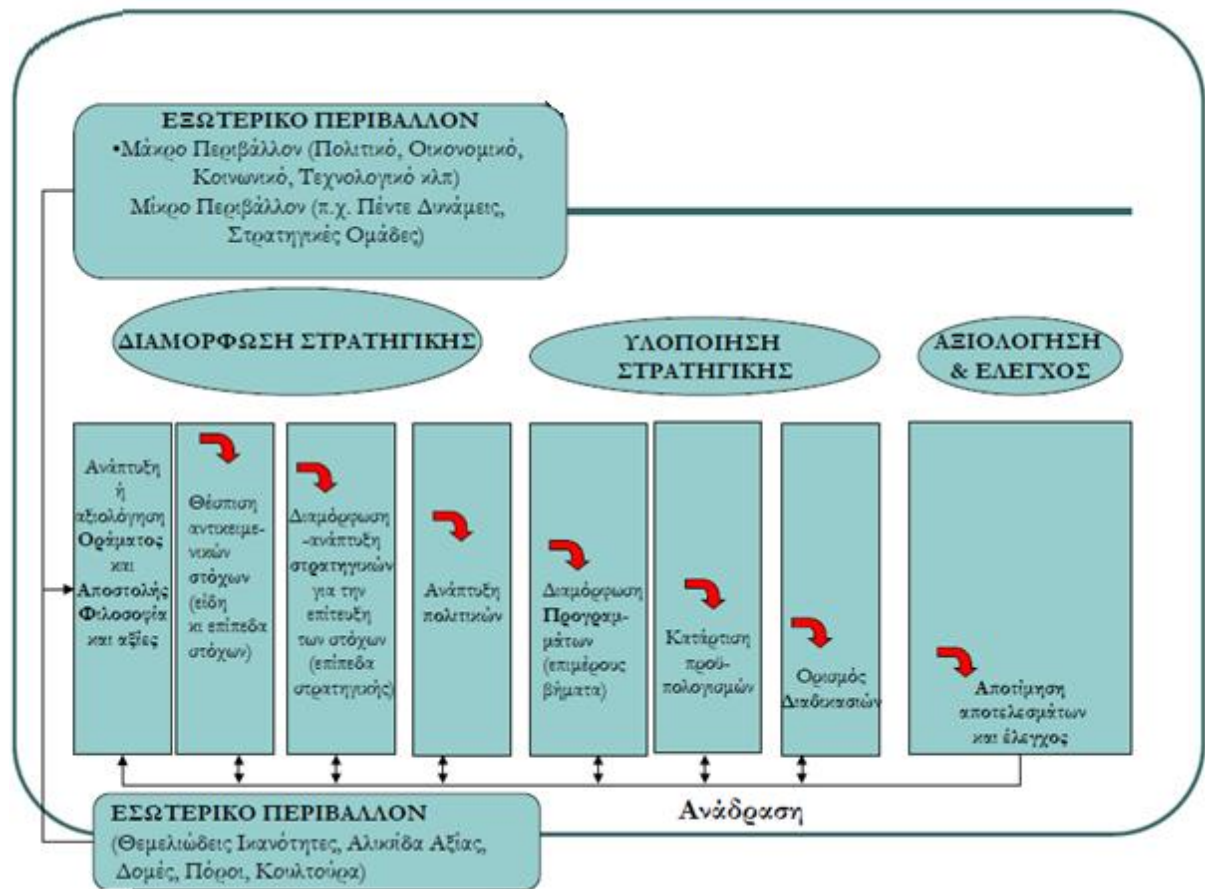 ΕΞΩΤΕΡΙΚΟ ΠΕΡΙΒΑΛΛΟΝ
•Μάκρο Περιβάλλον (Πολιτικό, Οικονομικό,
Κοινωνικό, Τεχνολογικό κλπ)
Μίκρο Περιβάλλον (π.χ. Πέντε Δυνάμεις,
Στρατηγικές Ομάδες)
ΔΙΑΜΟΡΦΩΣΗ ΣΤΡΑΤΗΓΙΚΗΣ
ΥΛΟΠΟΙΗΣΗ
ΣΤΡΑΤΗΓΙΚΗΣ
ΑΞΙΟΛΟΓΗΣΗ
& ΕΛΕΓΧΟΣ
Ανάπτυξη
ή
αξιολόγηση
Οράματος
και
Αποστολής
Φιλοσοφία
και αξίες
Θέσπιση
αντικειμε-
νικών
στόχων
(είδη
κι επίπεδα
στόχων)
Διαμόρφωση
-ανάπτυξη
στρατηγικών
για την
επίτευξη
των στόχων
(επίπεδα
στρατηγικής)
Ανάπτυξη
πολιτικών
Διαμόρφωση
Προγραμ-
μάτων
(επιμέρους
βήματα)
Κατάρτιση
προϋ-
πολογισμών
Ορισμός
Διαδικασιών
Αποτίμηση
αποτελεσμάτων
και έλεγχος
Ανάδραση
ΕΣΩΤΕΡΙΚΟ ΠΕΡΙΒΑΛΛΟΝ
(Θεμελιώδεις Ικανότητες, Αλυσίδα Αξίας,
Δομές, Πόροι, Κουλτούρα)